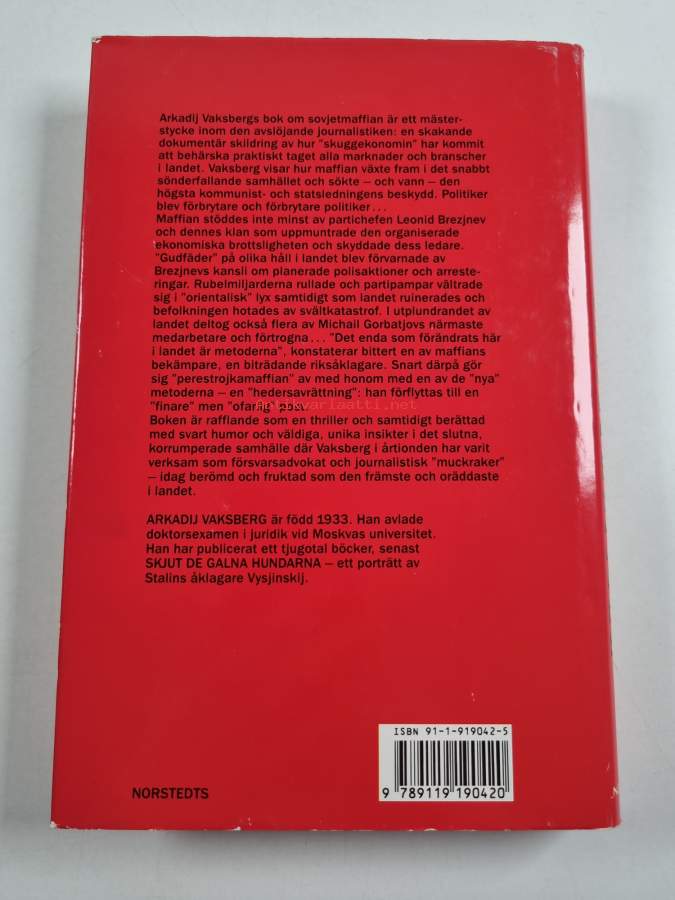 Arkadij Vaksbergs bok om sovjetmaffian är ett mäster-
stycke inom den avslöjande journalistiken: en skakande
dokumentär skildring av hur "skuggekonomin" har kommit
att behärska praktiskt taget alla marknader och branscher
i landet. Vaksberg visar hur maffian växte fram i det snabbt
sönderfallande samhället och sökte – och vann – den
högsta kommunist- och statsledningens beskydd. Politiker
blev förbrytare och förbrytare politiker...
Maffian stöddes inte minst av partichefen Leonid Brezjnev
och dennes klan som uppmuntrade den organiserade
ekonomiska brottsligheten och skyddade dess ledare.
"Gudfäder" på olika håll i landet blev förvarnade av
Brezjnevs kansli om planerade polisaktioner och arreste-
ringar. Rubelmiljarderna rullade och partipampar vältrade
sig i "orientalisk" lyx samtidigt som landet ruinerades och
befolkningen hotades av svältkatastrof. I utplundrandet av
landet deltog också flera av Michail Gorbatjovs närmaste
medarbetare och förtrogna... "Det enda som förändrats här
i landet är metoderna", konstaterar bittert en av maffians
bekämpare, en biträdande riksåklagare. Snart därpå gör
sig "perestrojkamaffian" av med honom med en av de "nya"
metoderna – en "hedersavrättning": han förflyttas till en
"finare" men "ofarlig" post.
Antikvariaatti.net
Boken är rafflande som en thriller och samtidigt berättad
med svart humor och väldiga, unika insikter i det slutna,
korrumperade samhälle där Vaksberg i årtionden har varit
verksam som försvarsadvokat och journalistisk "muckraker"
– idag berömd och fruktad som den främste och oräddaste
i landet.
ARKADIJ VAKSBERG är född 1933. Han avlade
doktorsexamen i juridik vid Moskvas universitet.
Han har publicerat ett tjugotal böcker, senast
SKJUT DE GALNA HUNDARNA – ett porträtt av
Stalins åklagare Vysjinskij.
ISBN 91-1-919042-5
9 789119 190420
NORSTEDTS